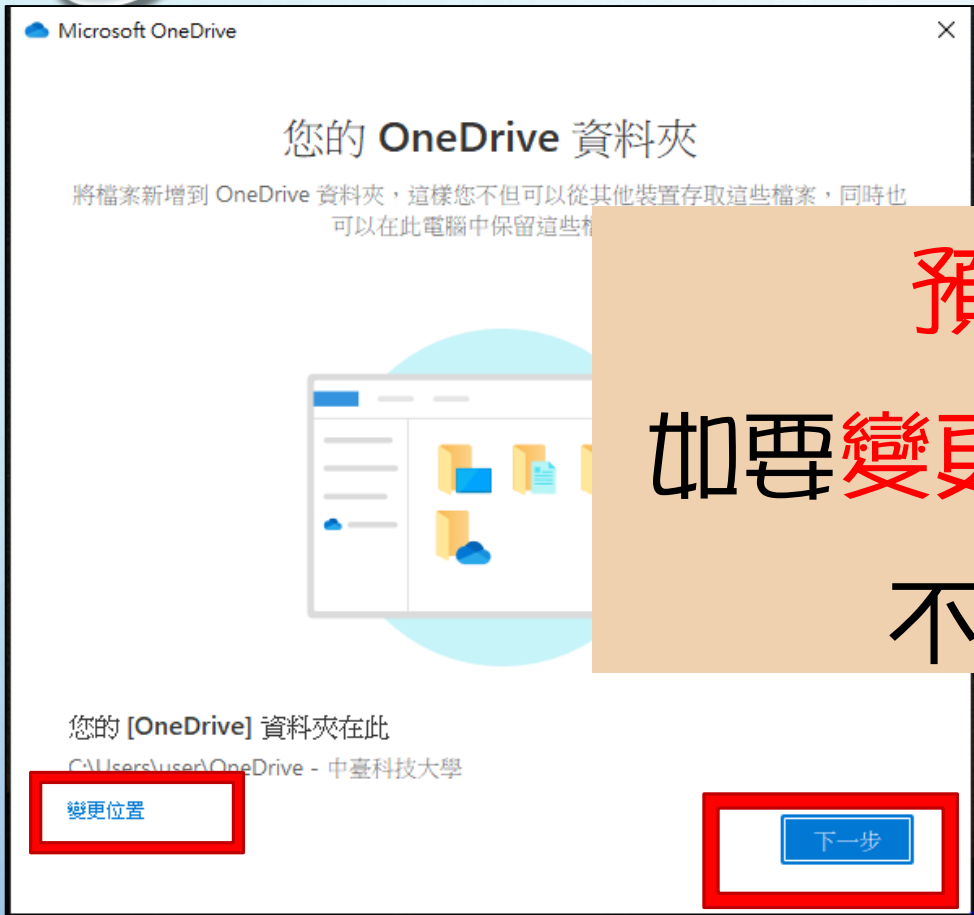 Microsoft OneDrive
您的 OneDrive 資料夾
將檔案新增到 OneDrive 資料夾，這樣您不但可以從其他裝置存取這些檔案，同時也
可以在此電腦中保留這些
預
如要變更
不
您的 [OneDrive] 資料夾在此
C:\Users\user\OneDrive - 中臺科技大學
變更位置
下一步